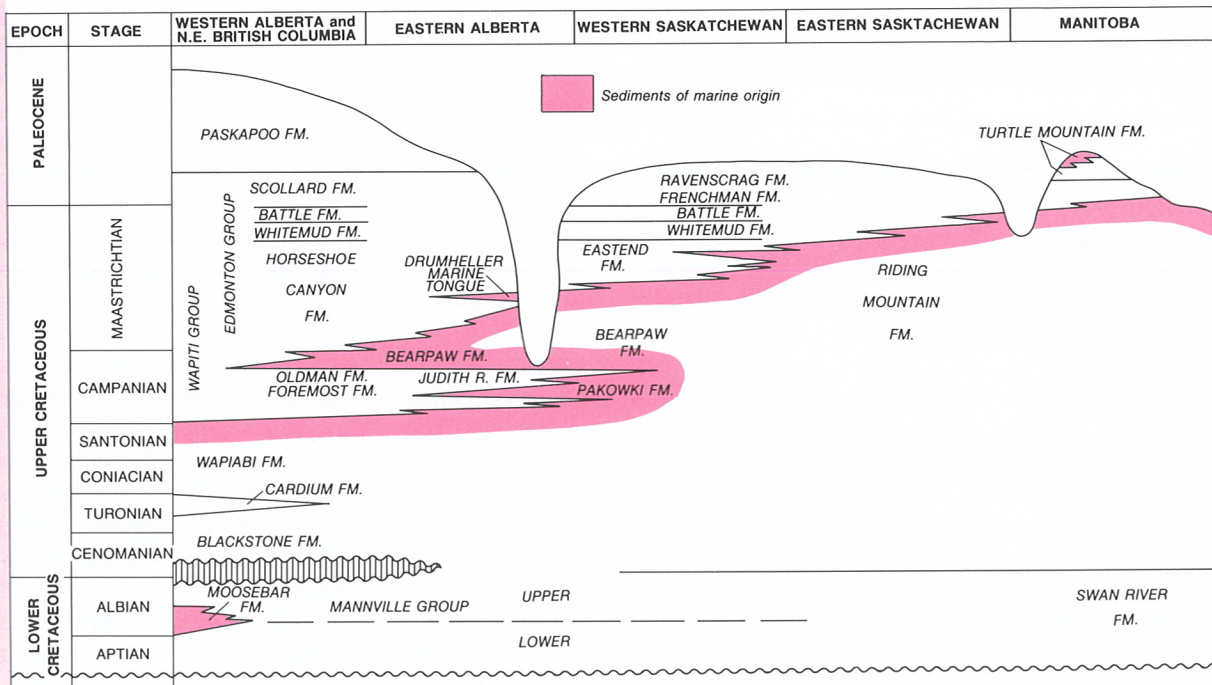 EPOCH
STAGE
WESTERN ALBERTA and
N.E. BRITISH COLUMBIA
EASTERN ALBERTA
WESTERN SASKATCHEWAN
EASTERN SASKTACHEWAN
MANITOBA
PALEOCENE
UPPER CRETACEOUS
LOWER
CRETACEOUS
MAASTRICHTIAN
CAMPANIAN
SANTONIAN
CONIACIAN
TURONIAN
CENOMANIAN
ALBIAN
APTIAN
Sediments of marine origin
PASKAPOO FM.
TURTLE MOUNTAIN FM.
WAPITI GROUP
EDMONTON GROUP
SCOLLARD FM.
BATTLE FM.
WHITEMUD FM.
HORSESHOE
CANYON
FM.
DRUMHELLER
MARINE
TONGUE
RAVENSCRAG FM.
FRENCHMAN FM.
BATTLE FM.
WHITEMUD FM.
EASTEND
FM.
RIDING
MOUNTAIN
FM.
BEARPAW FM.
BEARPAW
FM.
OLDMAN FM.
FOREMOST FM.
JUDITH R. FM.
PAKOWKI FM.
WAPIABI FM.
CARDIUM FM.
BLACKSTONE FM.
MOOSEBAR
FM.
MANNVILLE GROUP
UPPER
LOWER
SWAN RIVER
FM.